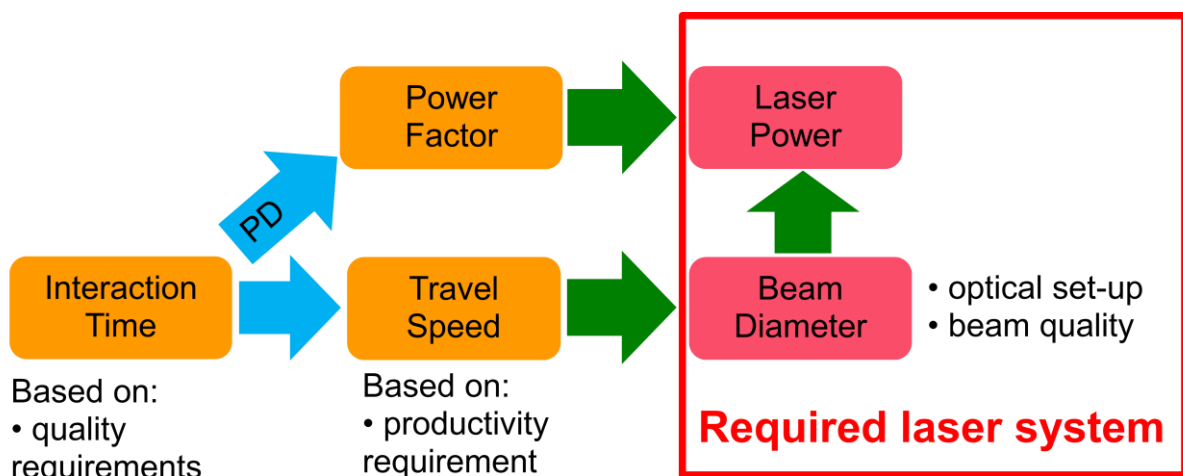 Power
Factor
Laser
Power
PD
Interaction
Time
Travel
Speed
Beam
Diameter
• optical set-up
• beam quality
Based on:
• quality
requirements
Based on:
• productivity
requirement
Required laser system